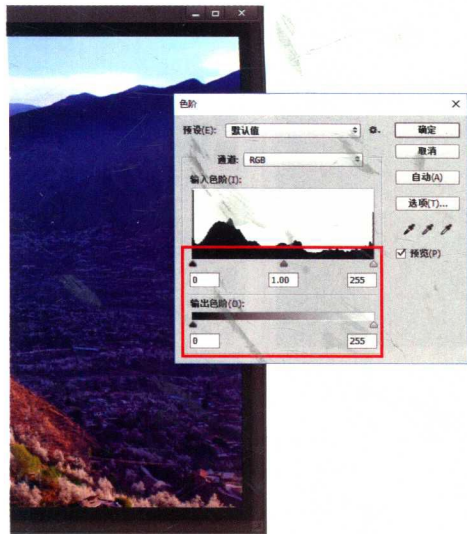 色阶
预设(E): 默认值
确定
取消
通道: RGB
自动(A)
输入色阶(I):
选项(T)...
预览(P)
0 1.00 255
输出色阶(O):
0 255